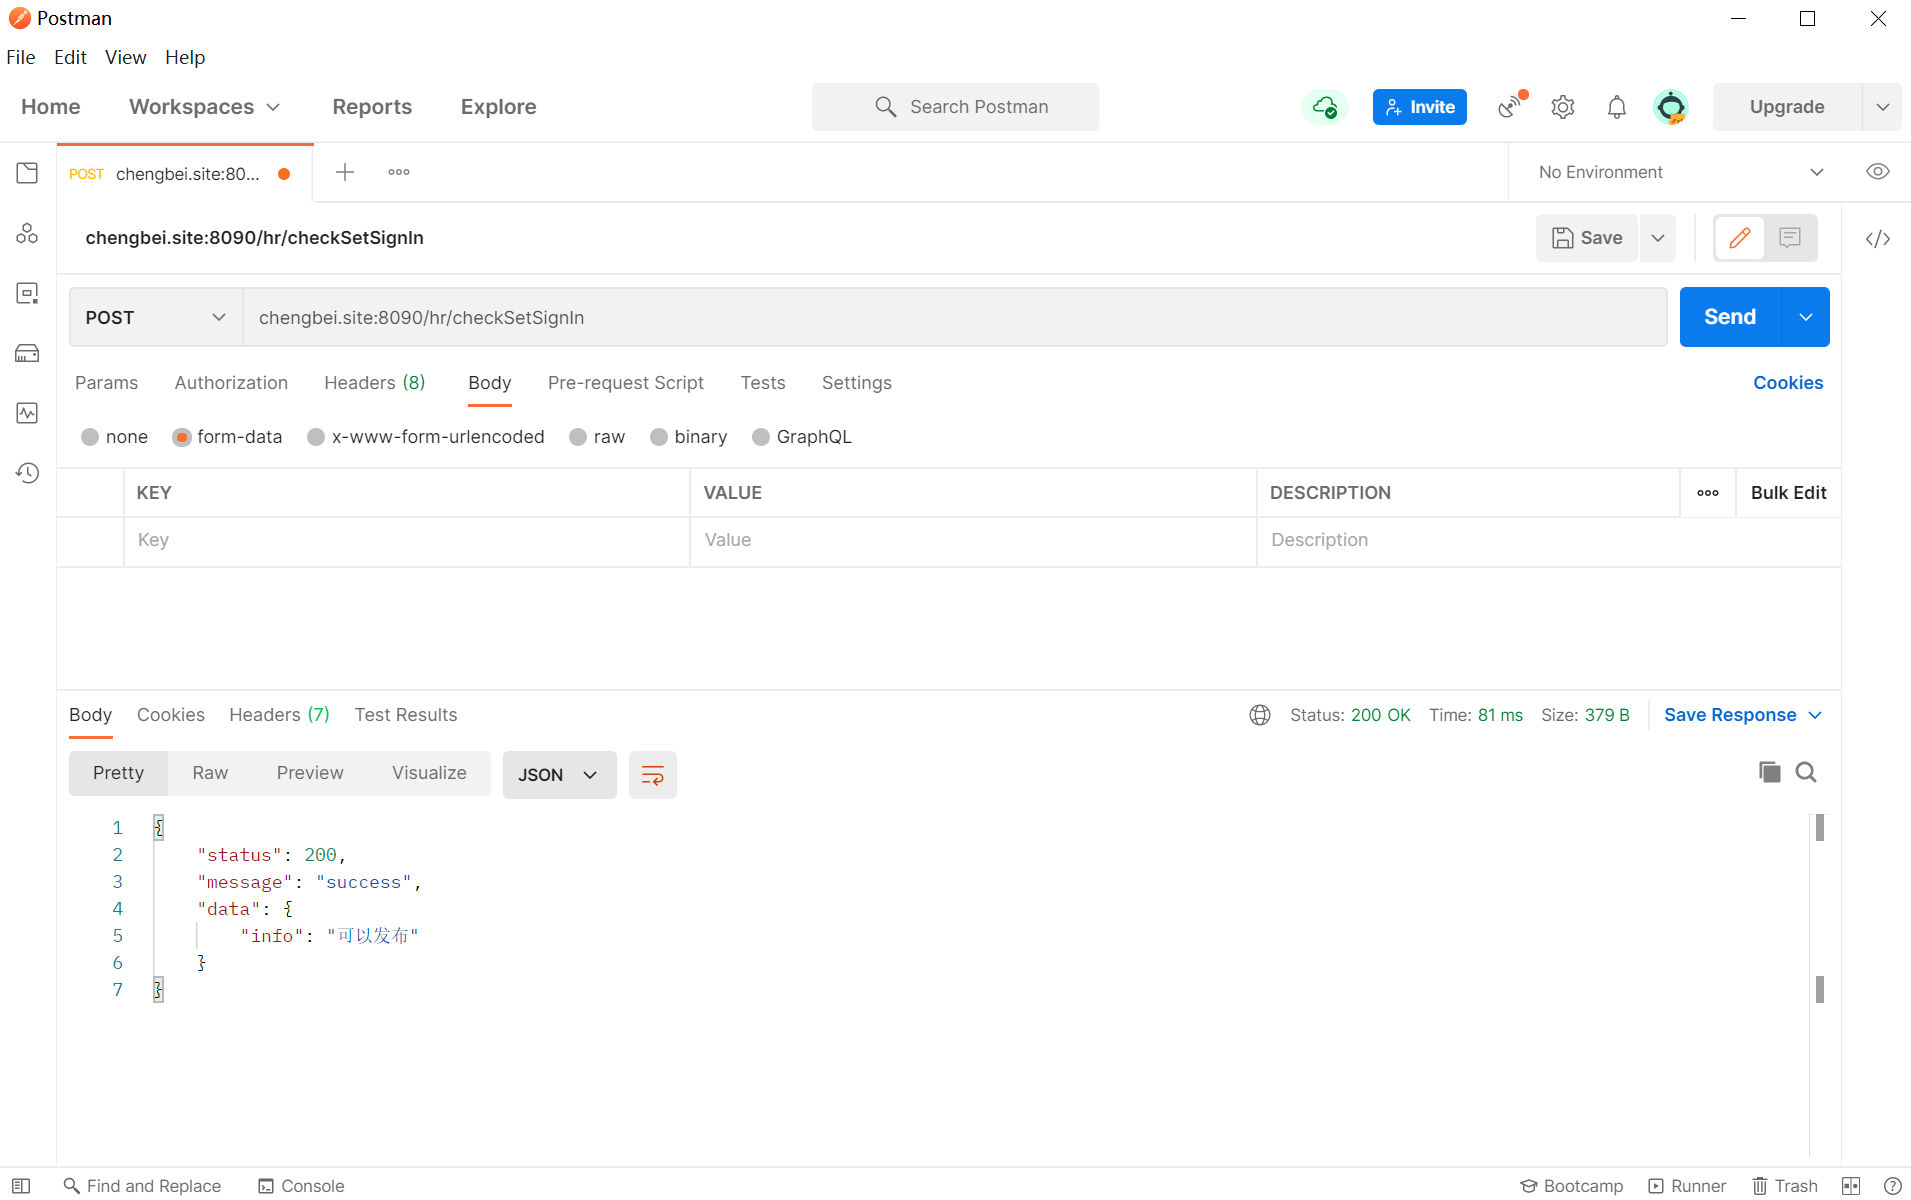 Postman
File Edit View Help
Home Workspaces Reports Explore Search Postman Invite Upgrade
POST chengbei.site:80... No Environment
chengbei.site:8090/hr/checkSetSignIn Save
POST chengbei.site:8090/hr/checkSetSignIn Send
Params Authorization Headers (8) Body Pre-request Script Tests Settings Cookies
none form-data x-www-form-urlencoded raw binary GraphQL
KEY VALUE DESCRIPTION Bulk Edit
Key Value Description
Body Cookies Headers (7) Test Results Status: 200 OK Time: 81 ms Size: 379 B Save Response
Pretty Raw Preview Visualize JSON
1 {
2 "status": 200,
3 "message": "success",
4 "data": {
5 "info": "可以发布"
6 }
7 }
Find and Replace Console Bootcamp Runner Trash